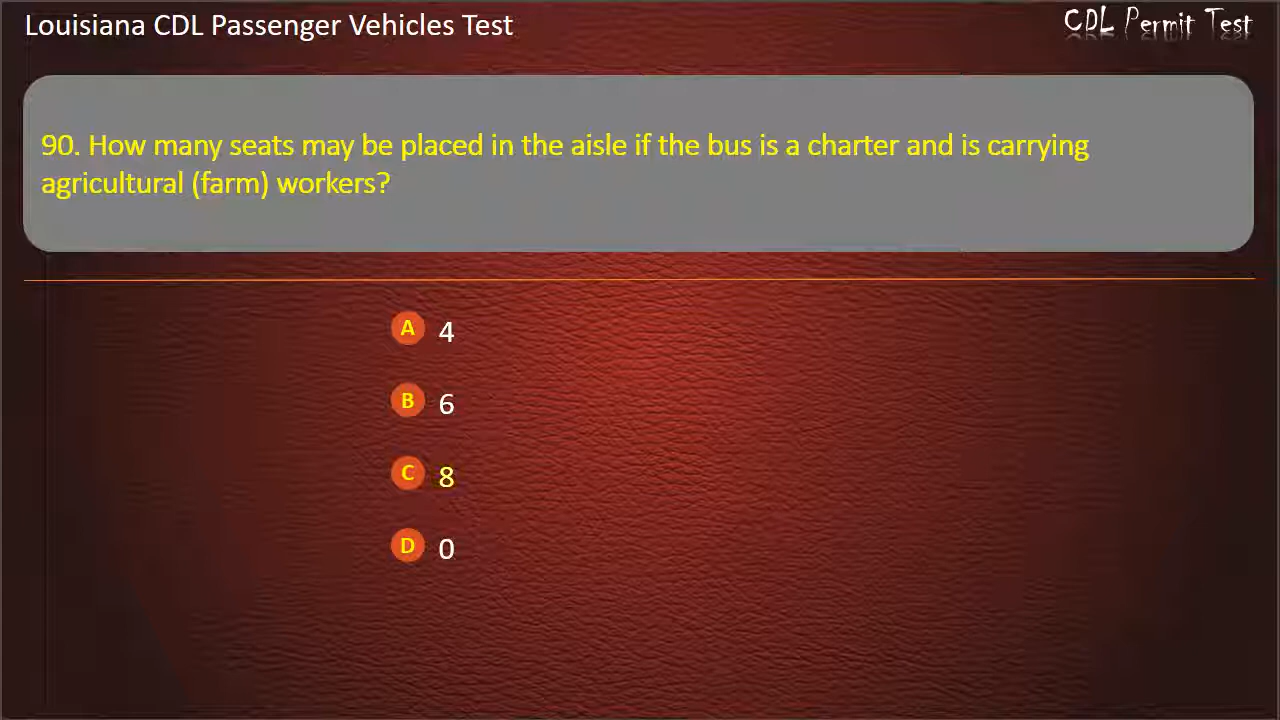 Louisiana CDL Passenger Vehicles Test
CDL Permit Test
90. How many seats may be placed in the aisle if the bus is a charter and is carrying
agricultural (farm) workers?
A 4
B 6
C 8
D 0